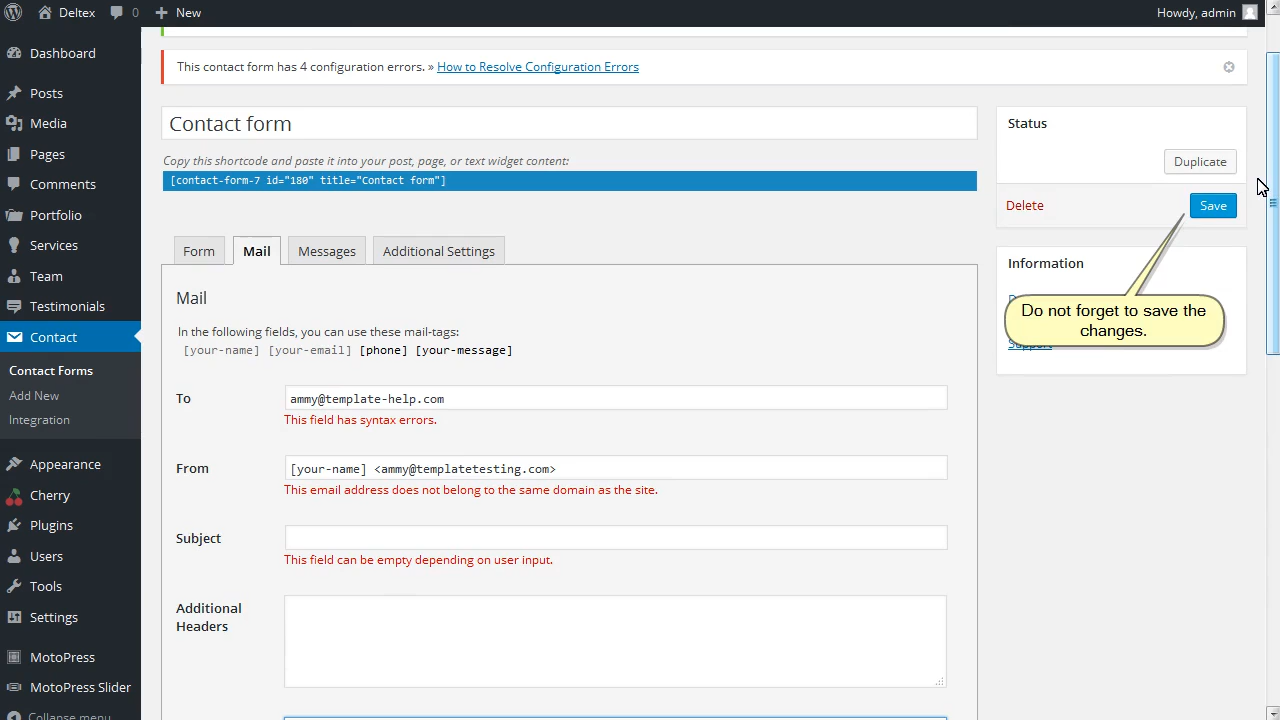 Deltex 0 New Howdy, admin
Dashboard
Posts
Media
Pages
Comments
Portfolio
Services
Team
Testimonials
Contact
Contact Forms
Add New
Integration
Appearance
Cherry
Plugins
Users
Tools
Settings
MotoPress
MotoPress Slider
Collapse menu
This contact form has 4 configuration errors. » How to Resolve Configuration Errors
Contact form
Copy this shortcode and paste it into your post, page, or text widget content:
[contact-form-7 id="180" title="Contact form"]
Form Mail Messages Additional Settings
Mail
In the following fields, you can use these mail-tags:
[your-name] [your-email] [phone] [your-message]
To
ammy@template-help.com
This field has syntax errors.
From
[your-name] <ammy@templatetesting.com>
This email address does not belong to the same domain as the site.
Subject
This field can be empty depending on user input.
Additional
Headers
Status
Duplicate
Delete Save
Information
Do not forget to save the
changes.
Support